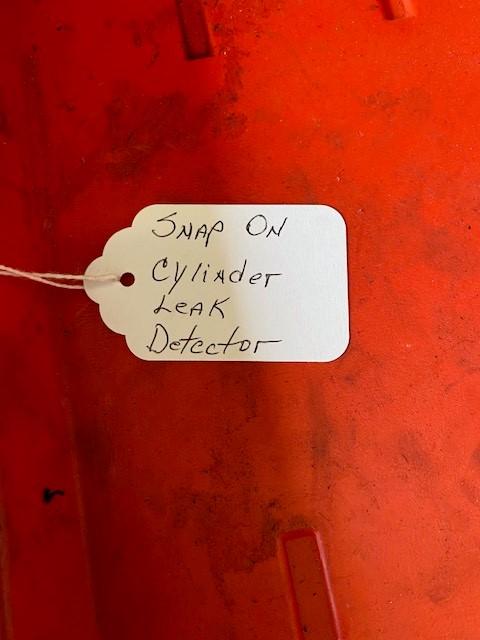 Snap On
Cylinder
Leak
Detector